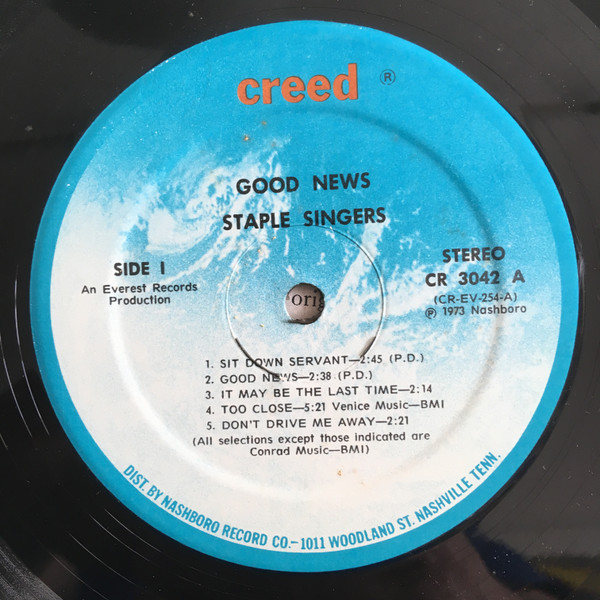 creed ®
GOOD NEWS
STAPLE SINGERS
SIDE I
An Everest Records
Production
STEREO
CR 3042 A
(CR-EV-254-A)
℗ 1973 Nashboro
orig
1. SIT DOWN SERVANT—2:45 (P.D.)
2. GOOD NEWS—2:38 (P.D.)
3. IT MAY BE THE LAST TIME—2:14
4. TOO CLOSE—5:21 Venice Music—BMI
5. DON'T DRIVE ME AWAY—2:21
(All selections except those indicated are
Conrad Music—BMI)
DIST. BY NASHBORO RECORD CO.—1011 WOODLAND ST. NASHVILLE TENN.